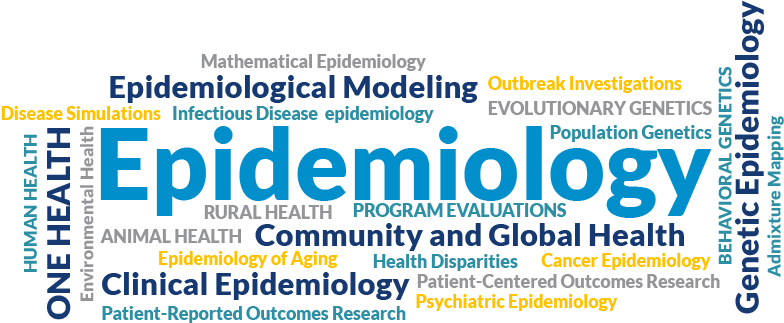 Mathematical Epidemiology
Epidemiological Modeling
Outbreak Investigations
Disease Simulations
Infectious Disease epidemiology
EVOLUTIONARY GENETICS
Population Genetics
Epidemiology
HUMAN HEALTH
ONE HEALTH
Environmental Health
BEHAVIORAL GENETICS
Genetic Epidemiology
Admixture Mapping
RURAL HEALTH
PROGRAM EVALUATIONS
ANIMAL HEALTH
Community and Global Health
Epidemiology of Aging
Health Disparities
Cancer Epidemiology
Clinical Epidemiology
Patient-Centered Outcomes Research
Psychiatric Epidemiology
Patient-Reported Outcomes Research